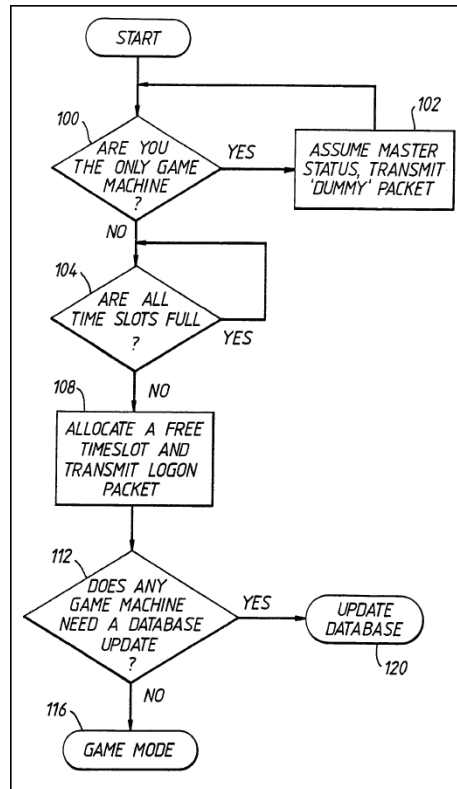 START
100
ARE YOU
THE ONLY GAME
MACHINE
?
YES
102
ASSUME MASTER
STATUS, TRANSMIT
'DUMMY' PACKET
NO
104
ARE ALL
TIME SLOTS FULL
?
YES
NO
108
ALLOCATE A FREE
TIMESLOT AND
TRANSMIT LOGON
PACKET
112
DOES ANY
GAME MACHINE
NEED A DATABASE
UPDATE
?
YES
UPDATE
DATABASE
120
NO
116
GAME MODE